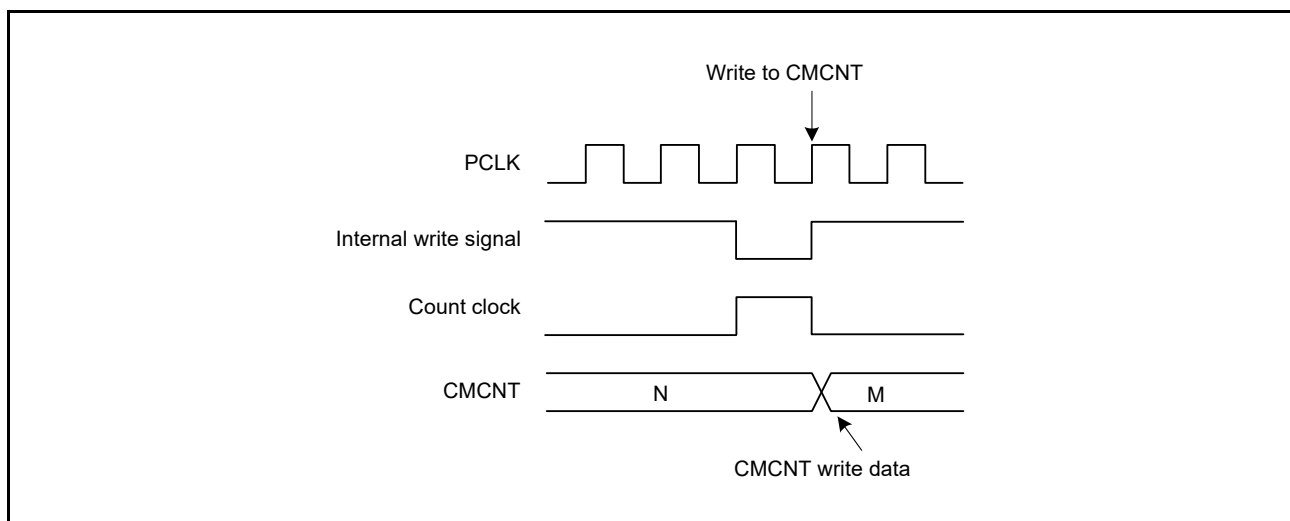 Write to CMCNT
PCLK
Internal write signal
Count clock
CMCNT
N
M
CMCNT write data